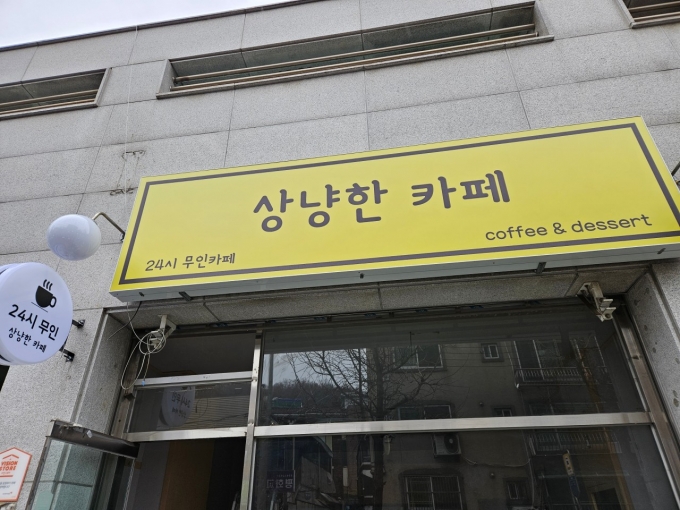 상냥한 카페
coffee & dessert
24시 무인카페
24시 무인
상냥한 카페